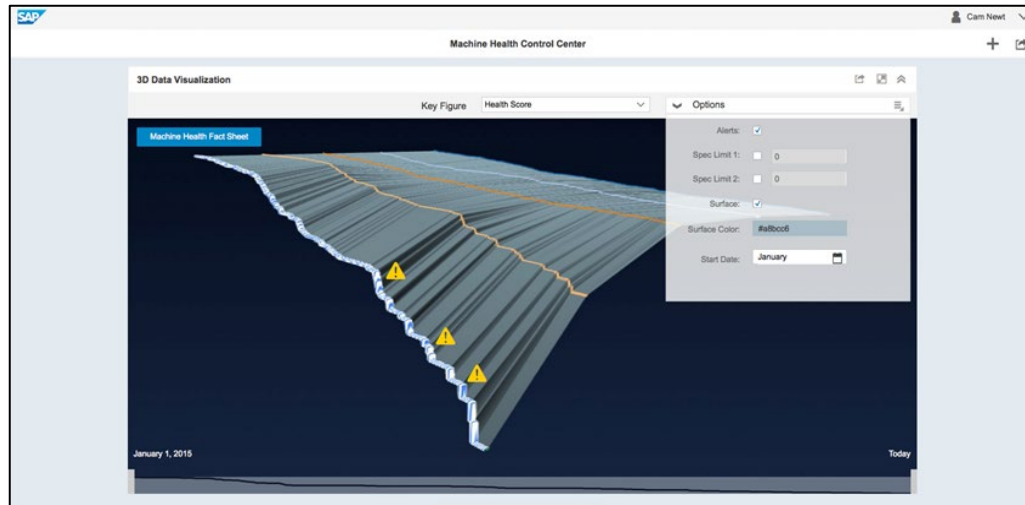 SAP
Cam Newt
Machine Health Control Center
3D Data Visualization
Key Figure
Health Score
Options
Machine Health Fact Sheet
Alerts:
Spec Limit 1: 0
Spec Limit 2: 0
Surface:
Surface Color: #a8bcc6
Start Date: January
January 1, 2015
Today